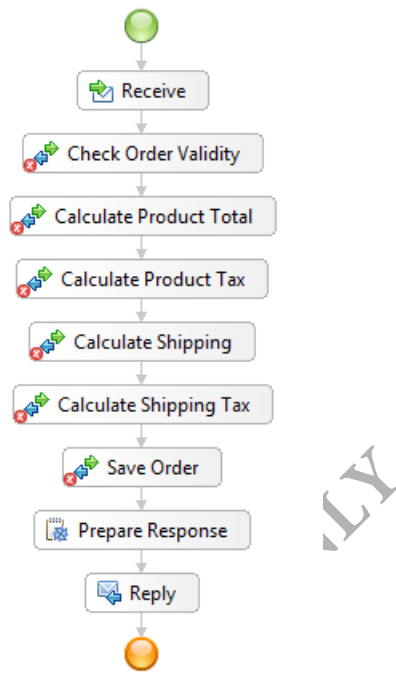 Receive
Check Order Validity
Calculate Product Total
Calculate Product Tax
Calculate Shipping
Calculate Shipping Tax
Save Order
Prepare Response
Reply